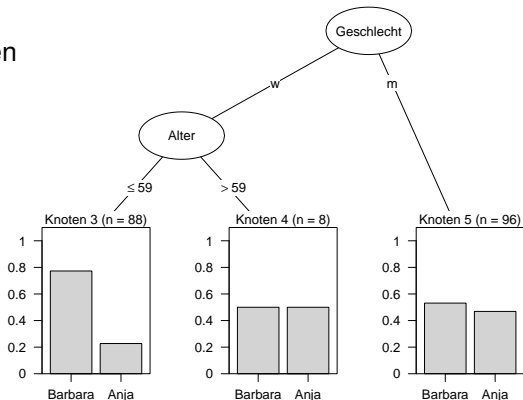 en
Geschlecht
w
m
Alter
≤ 59
> 59
Knoten 3 (n = 88)
1
0.8
0.6
0.4
0.2
0
Barbara Anja
Knoten 4 (n = 8)
1
0.8
0.6
0.4
0.2
0
Barbara Anja
Knoten 5 (n = 96)
1
0.8
0.6
0.4
0.2
0
Barbara Anja